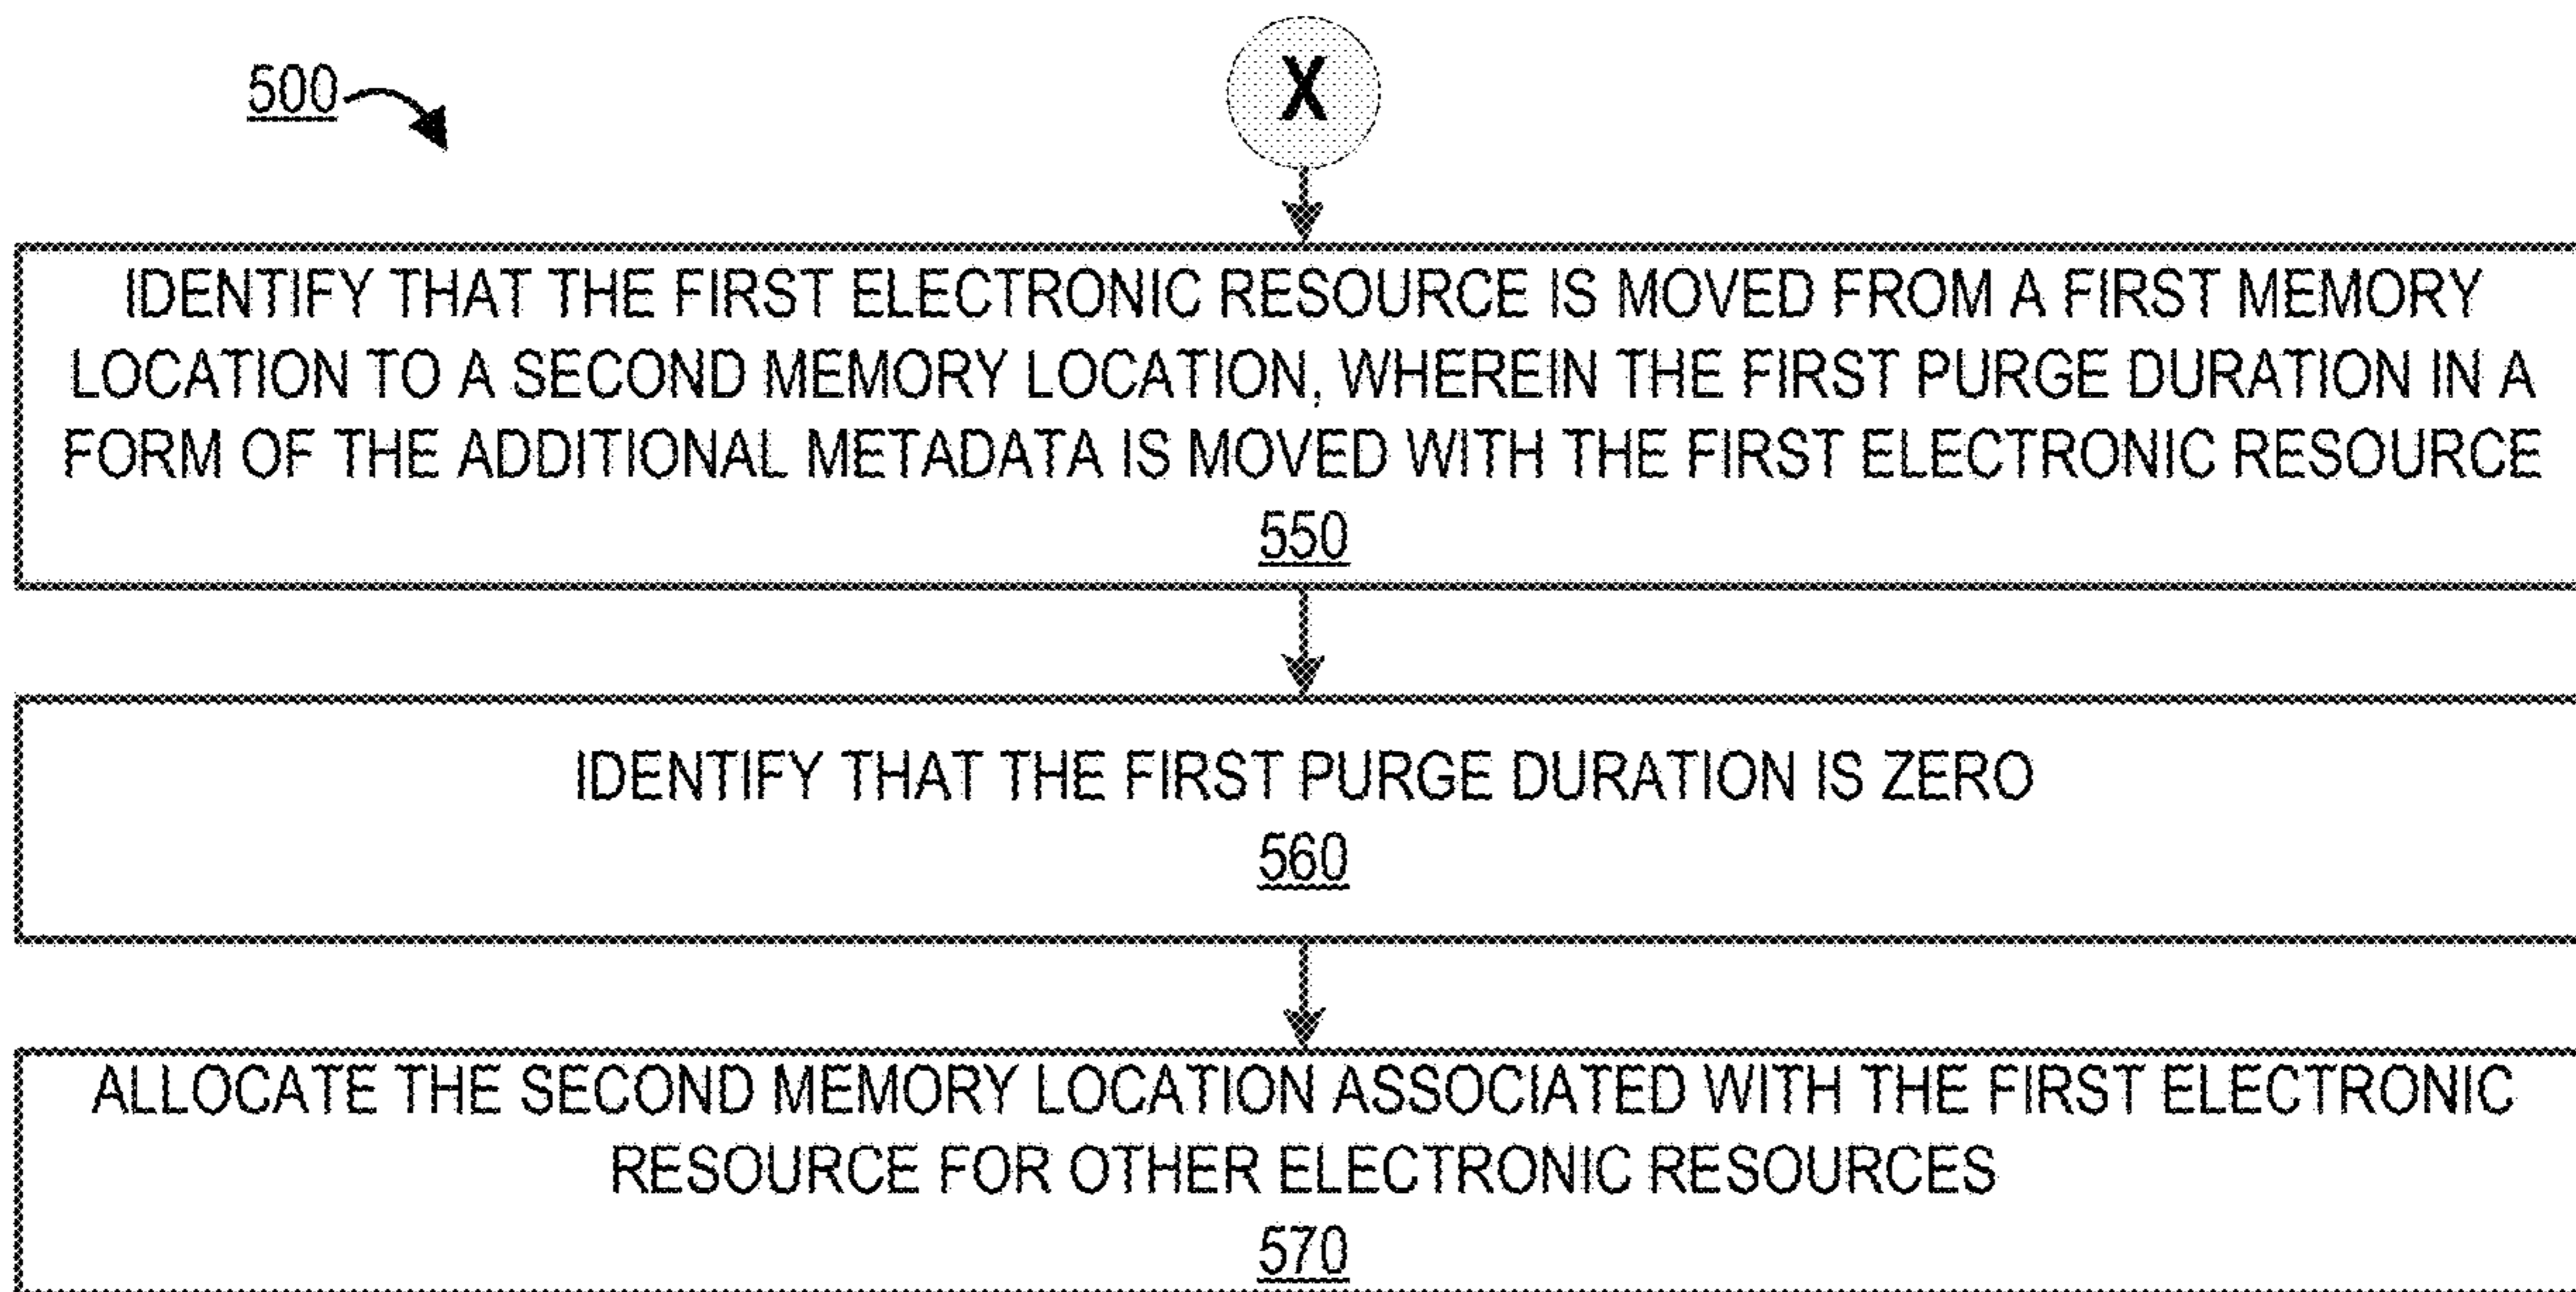 500
X
IDENTIFY THAT THE FIRST ELECTRONIC RESOURCE IS MOVED FROM A FIRST MEMORY
LOCATION TO A SECOND MEMORY LOCATION, WHEREIN THE FIRST PURGE DURATION IN A
FORM OF THE ADDITIONAL METADATA IS MOVED WITH THE FIRST ELECTRONIC RESOURCE
550
IDENTIFY THAT THE FIRST PURGE DURATION IS ZERO
560
ALLOCATE THE SECOND MEMORY LOCATION ASSOCIATED WITH THE FIRST ELECTRONIC
RESOURCE FOR OTHER ELECTRONIC RESOURCES
570